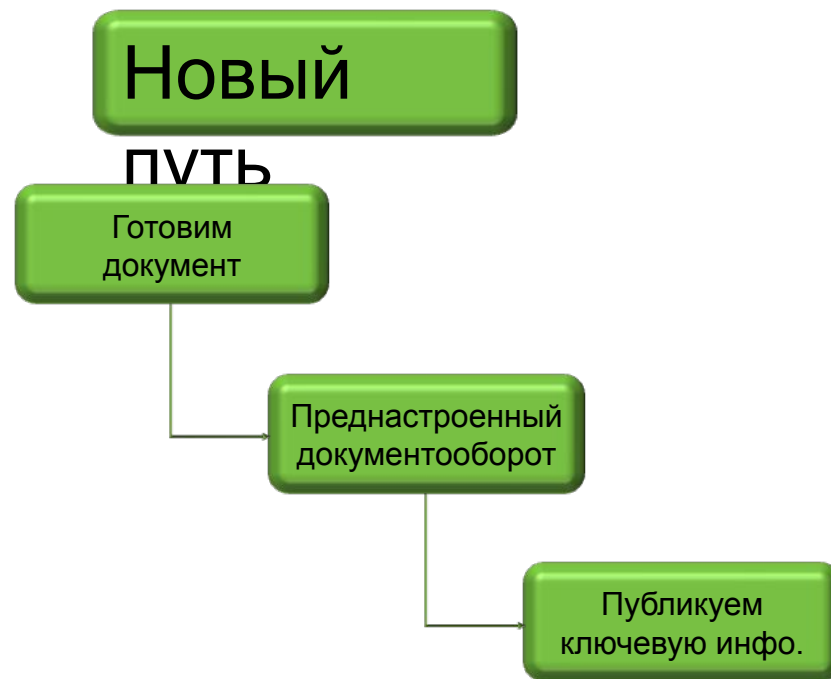 Новый
путь
Готовим
документ
Преднастроенный
документооборот
Публикуем
ключевую инфо.